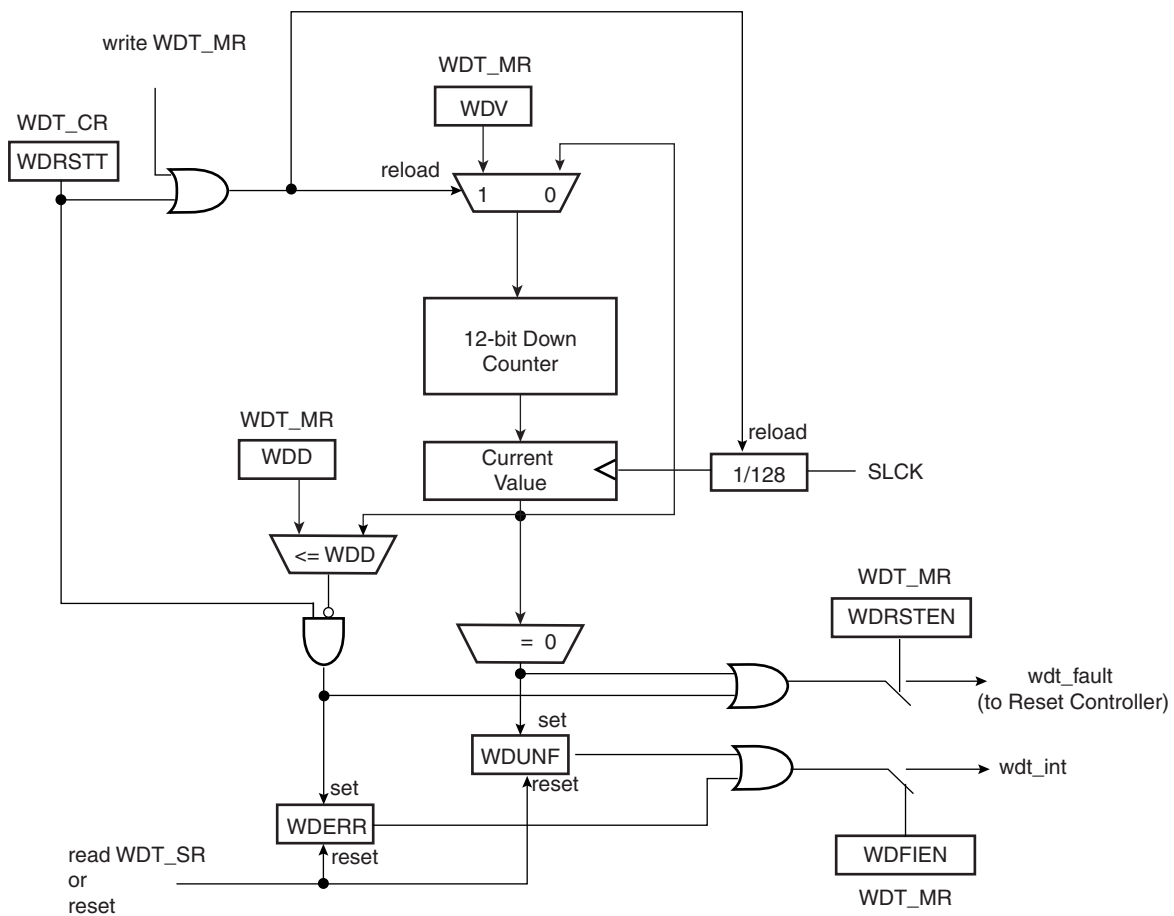 write WDT_MR
WDT_MR
WDV
WDT_CR
WDRSTT
reload
1 0
12-bit Down
Counter
WDT_MR
WDD
reload
Current
Value
1/128
SLCK
<= WDD
WDT_MR
= 0
WDRSTEN
wdt_fault
(to Reset Controller)
set
WDUNF
wdt_int
reset
set
WDERR
WDFIEN
read WDT_SR
or
reset
reset
WDT_MR